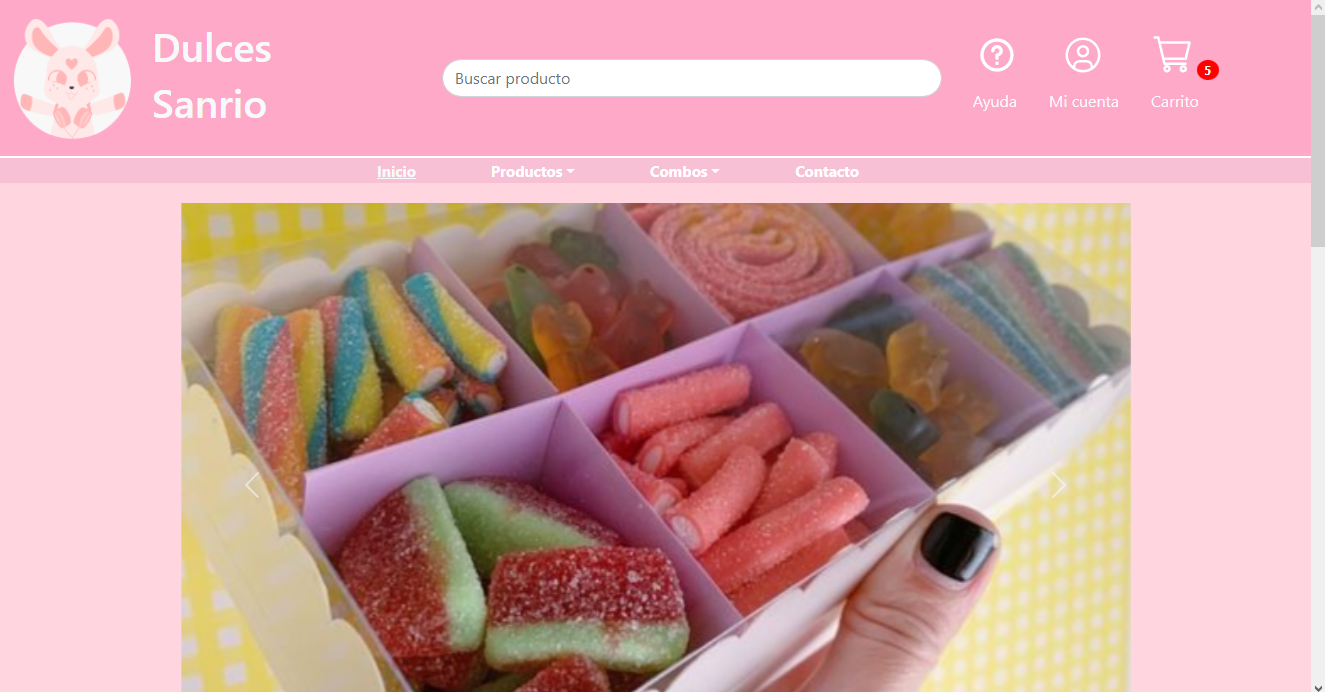 Dulces
Sanrio
Buscar producto
Ayuda
Mi cuenta
Carrito
5
Inicio
Productos
Combos
Contacto